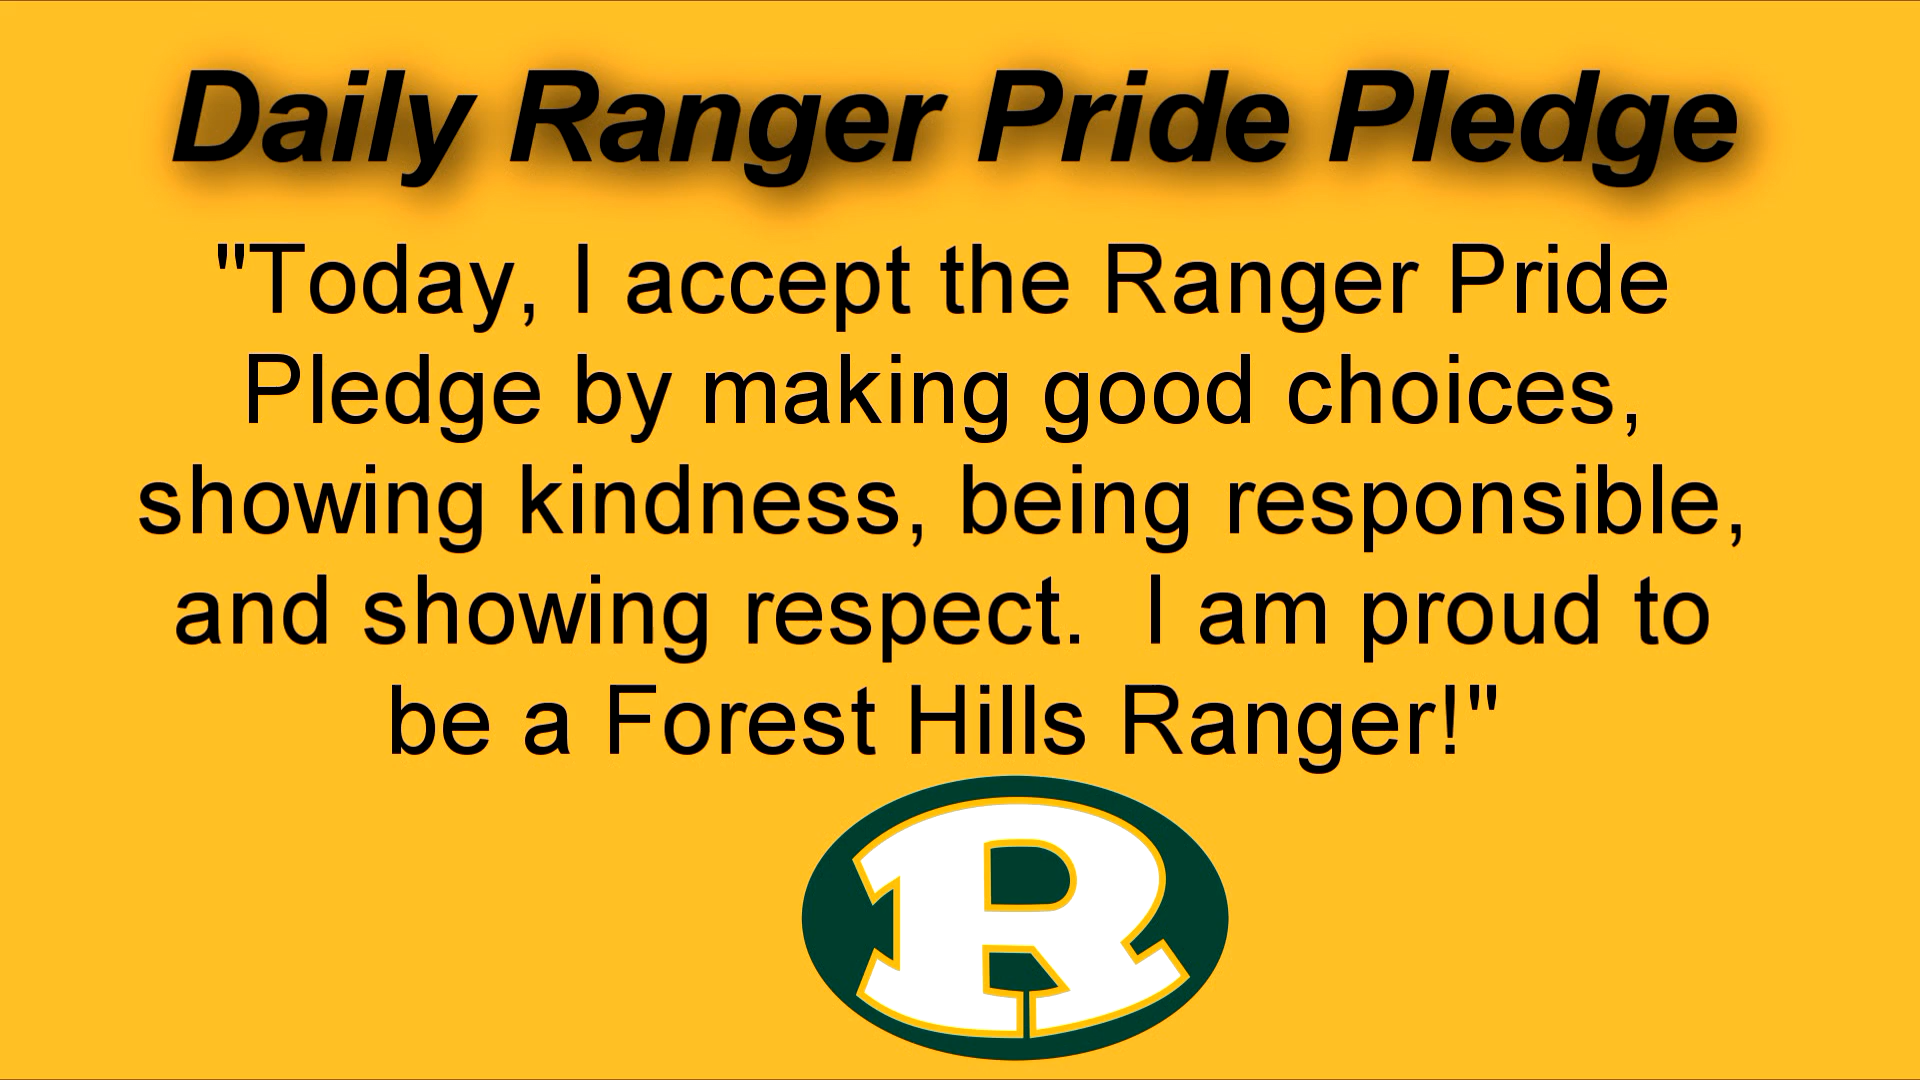 Daily Ranger Pride Pledge
"Today, I accept the Ranger Pride
Pledge by making good choices,
showing kindness, being responsible,
and showing respect.  I am proud to
be a Forest Hills Ranger!"
R